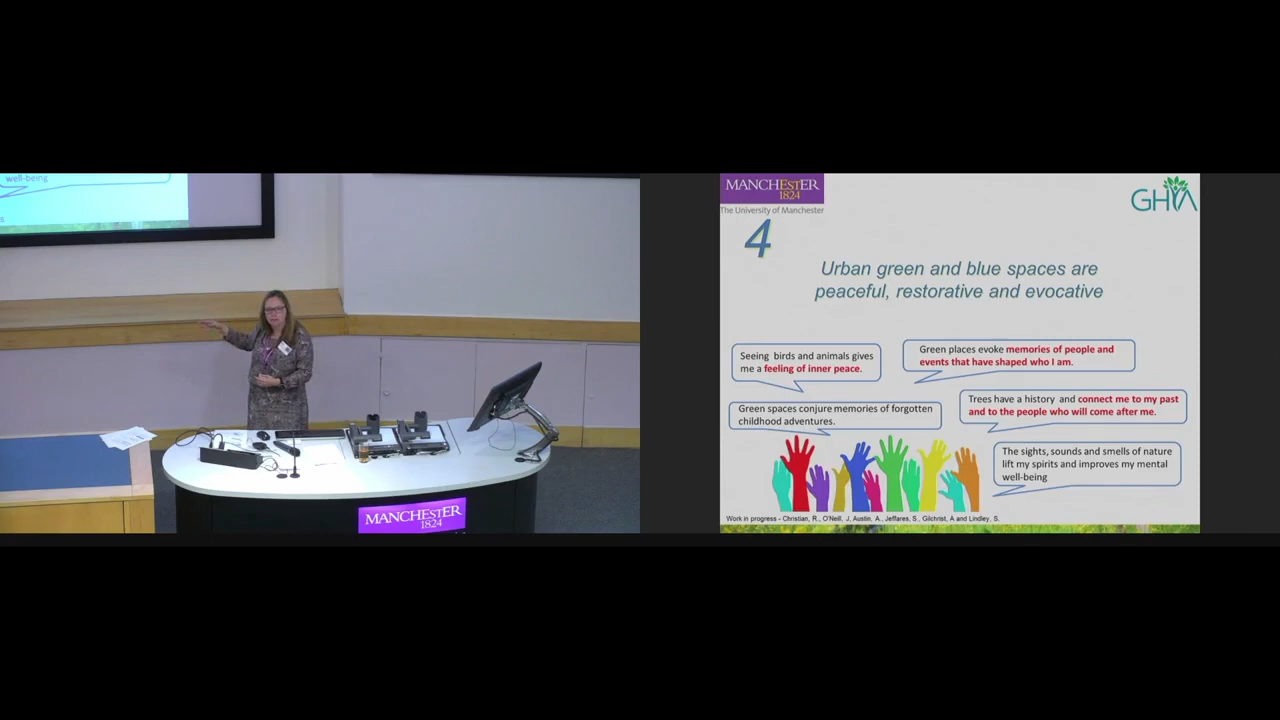 well-being
MANCHESTER
1824
MANCHESTER
1824
The University of Manchester
GHIA
4
Urban green and blue spaces are
peaceful, restorative and evocative
Seeing birds and animals gives
me a feeling of inner peace.
Green places evoke memories of people and
events that have shaped who I am.
Green spaces conjure memories of forgotten
childhood adventures.
Trees have a history and connect me to my past
and to the people who will come after me.
The sights, sounds and smells of nature
lift my spirits and improves my mental
well-being
Work in progress - Christian, R., O'Neill, J, Austin, A., Jeffares, S., Gilchrist, A and Lindley, S.